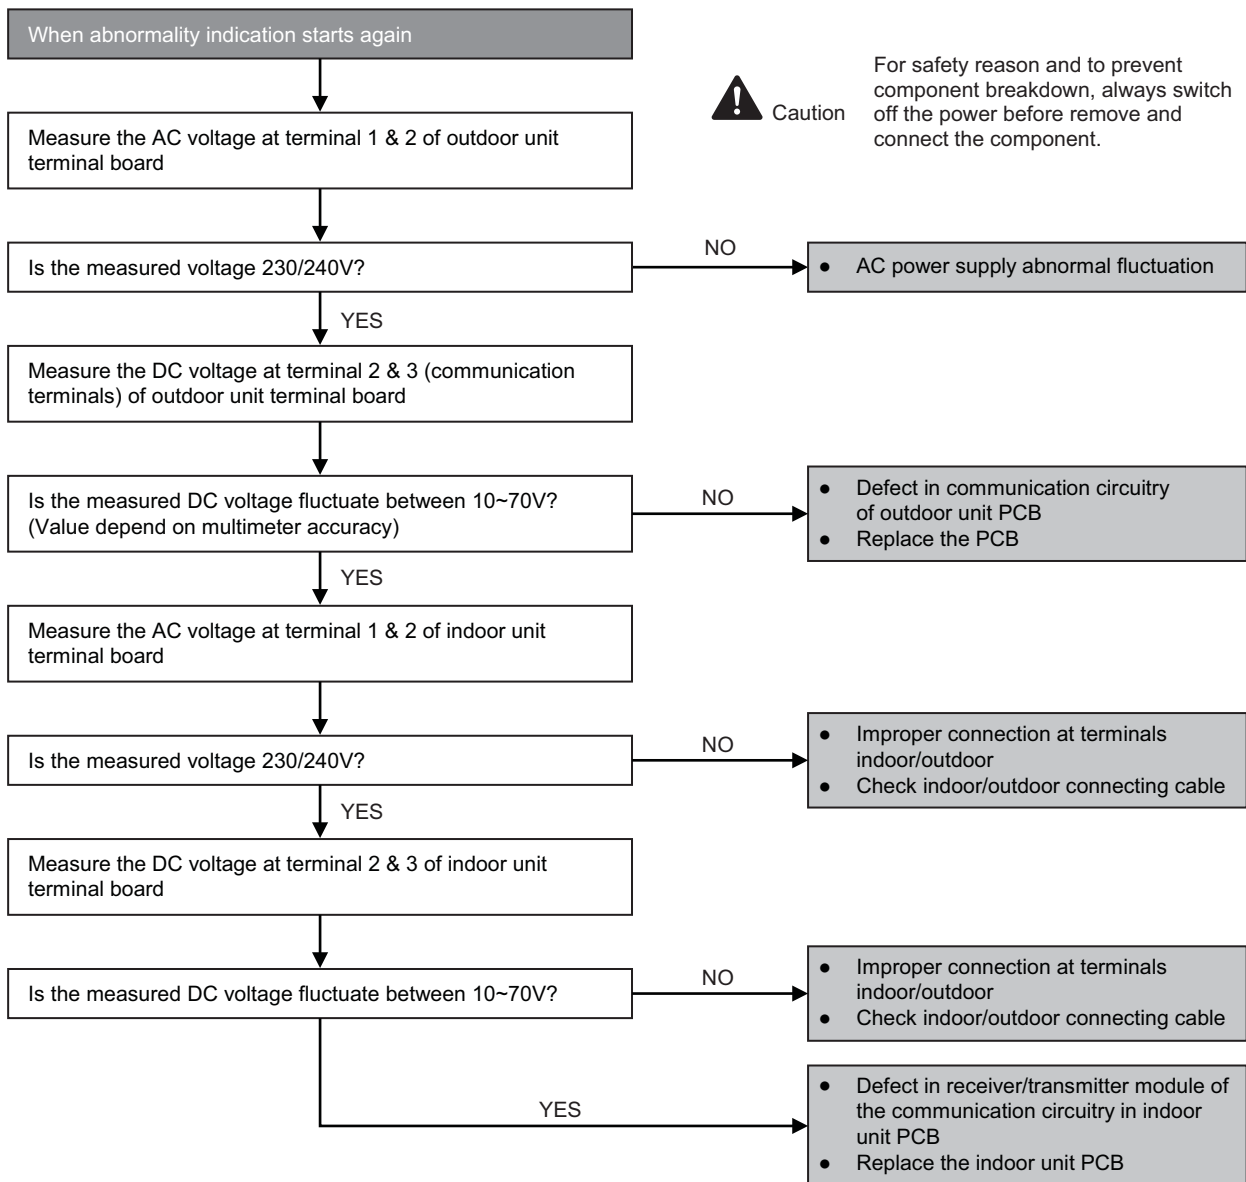 When abnormality indication starts again
For safety reason and to prevent
component breakdown, always switch
off the power before remove and
connect the component.
Caution
Measure the AC voltage at terminal 1 & 2 of outdoor unit
terminal board
Is the measured voltage 230/240V?
NO
● AC power supply abnormal fluctuation
YES
Measure the DC voltage at terminal 2 & 3 (communication
terminals) of outdoor unit terminal board
Is the measured DC voltage fluctuate between 10~70V?
(Value depend on multimeter accuracy)
NO
● Defect in communication circuitry
of outdoor unit PCB
● Replace the PCB
YES
Measure the AC voltage at terminal 1 & 2 of indoor unit
terminal board
Is the measured voltage 230/240V?
NO
● Improper connection at terminals
indoor/outdoor
● Check indoor/outdoor connecting cable
YES
Measure the DC voltage at terminal 2 & 3 of indoor unit
terminal board
Is the measured DC voltage fluctuate between 10~70V?
NO
● Improper connection at terminals
indoor/outdoor
● Check indoor/outdoor connecting cable
YES
● Defect in receiver/transmitter module of
the communication circuitry in indoor
unit PCB
● Replace the indoor unit PCB